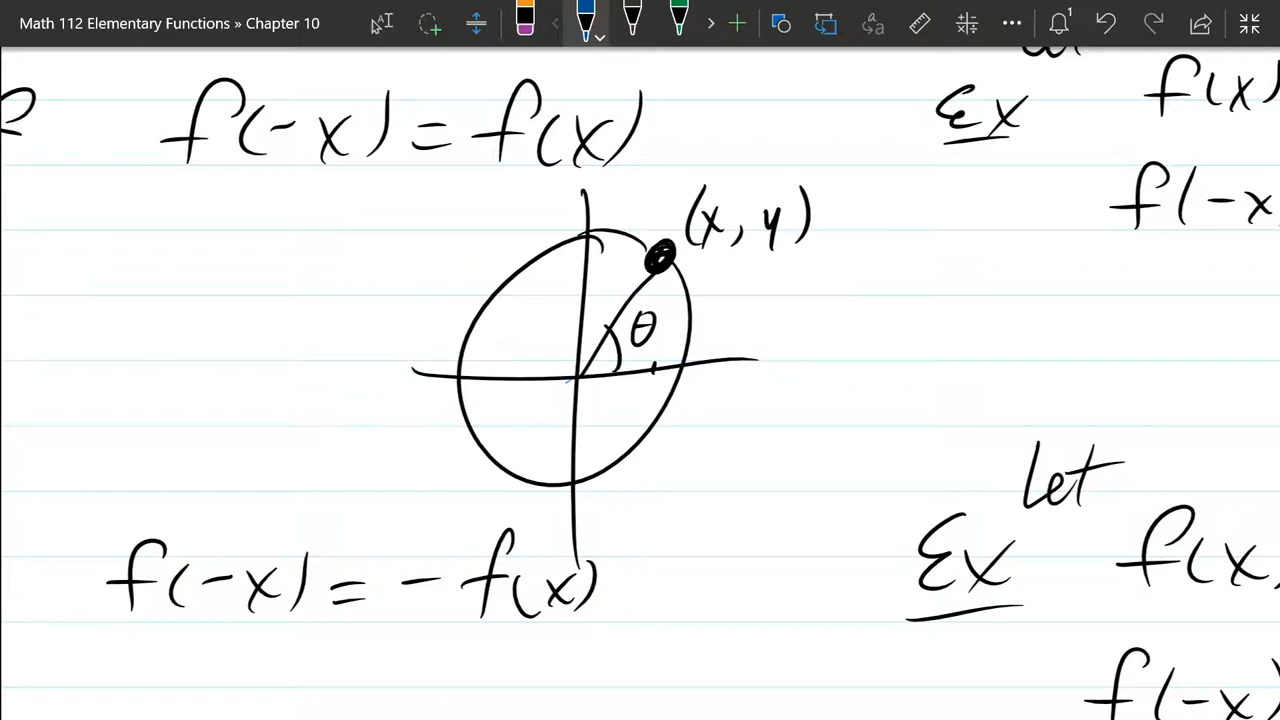 Math 112 Elementary Functions » Chapter 10
f(-x) = f(x)
Ex
f(x)
f(-x
(x, y)
θ
Let
Ex f(x,
f(-x) = - f(x)
f(-x)